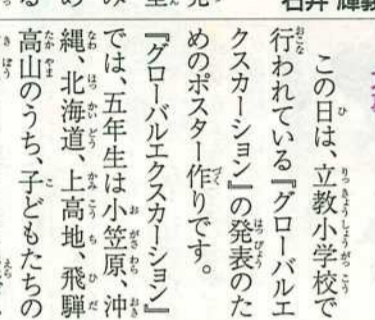 石井 輝義
この日は、立教小学校で
行われている『グローバルエ
クスカーション』の発表のた
めのポスター作りです。
『グローバルエクスカーション』
では、五年生は小笠原、沖
縄、北海道、上高地、飛騨
高山のうち、子どもたちの